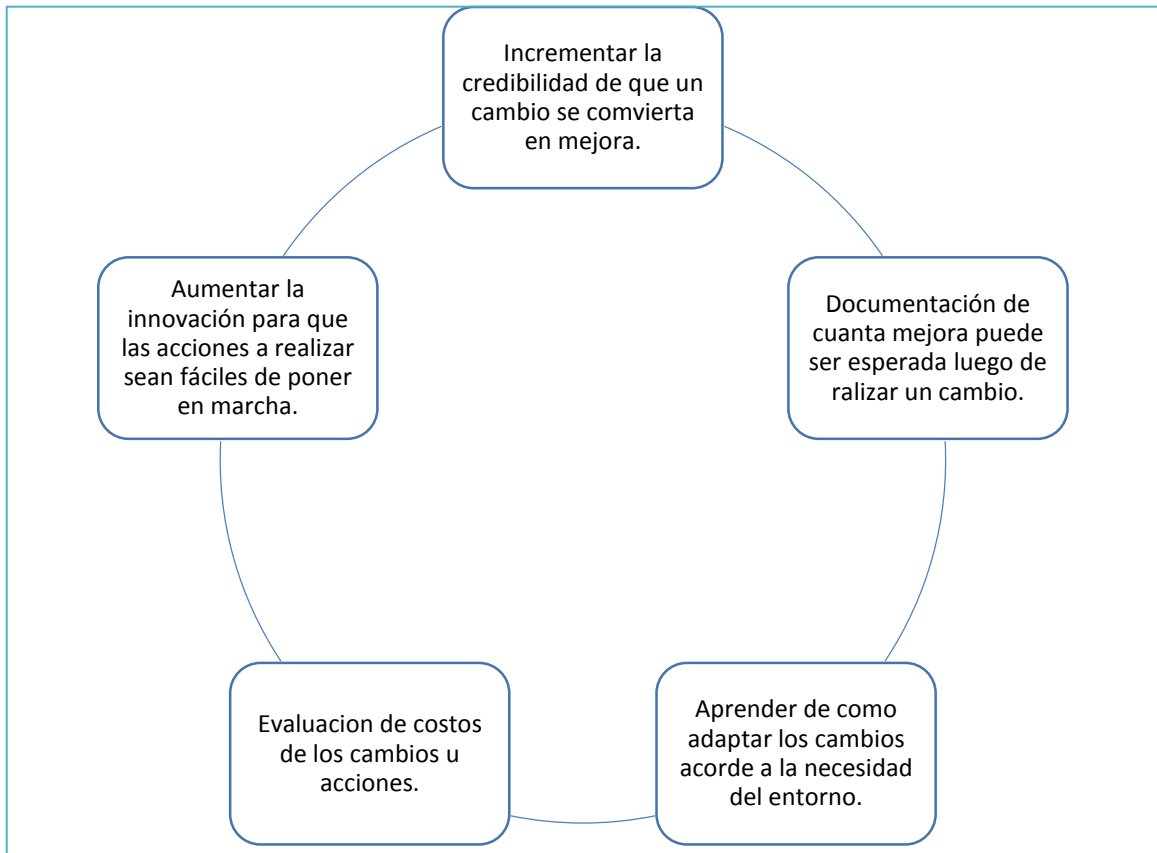 Incrementar la
credibilidad de que un
cambio se comvierta
en mejora.
Documentación de
cuanta mejora puede
ser esperada luego de
ralizar un cambio.
Aprender de como
adaptar los cambios
acorde a la necesidad
del entorno.
Evaluacion de costos
de los cambios u
acciones.
Aumentar la
innovación para que
las acciones a realizar
sean fáciles de poner
en marcha.